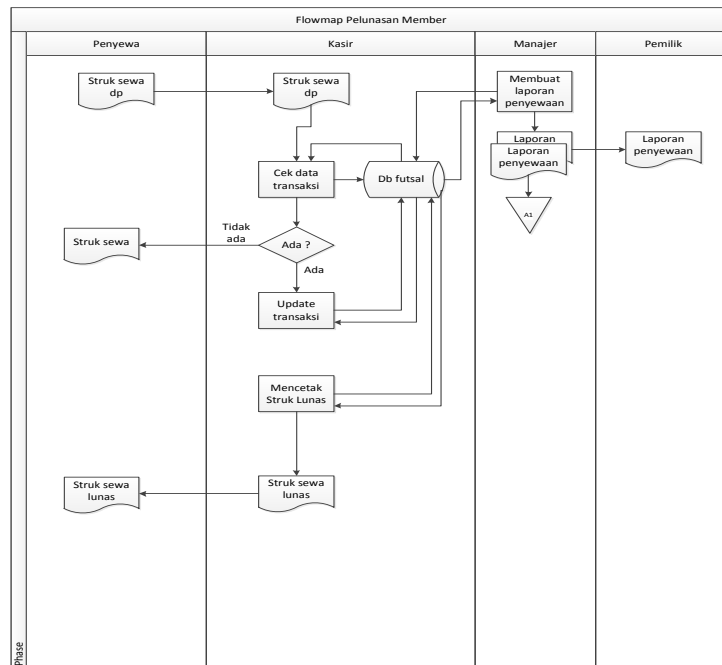 Flowmap Pelunasan Member
Penyewa
Kasir
Manajer
Pemilik
Struk sewa
dp
Struk sewa
dp
Membuat
laporan
penyewaan
Laporan
Laporan
penyewaan
Laporan
penyewaan
Cek data
transaksi
Db futsal
A1
Tidak
ada
Struk sewa
Ada ?
Ada
Update
transaksi
Mencetak
Struk Lunas
Struk sewa
lunas
Struk sewa
lunas
Phase